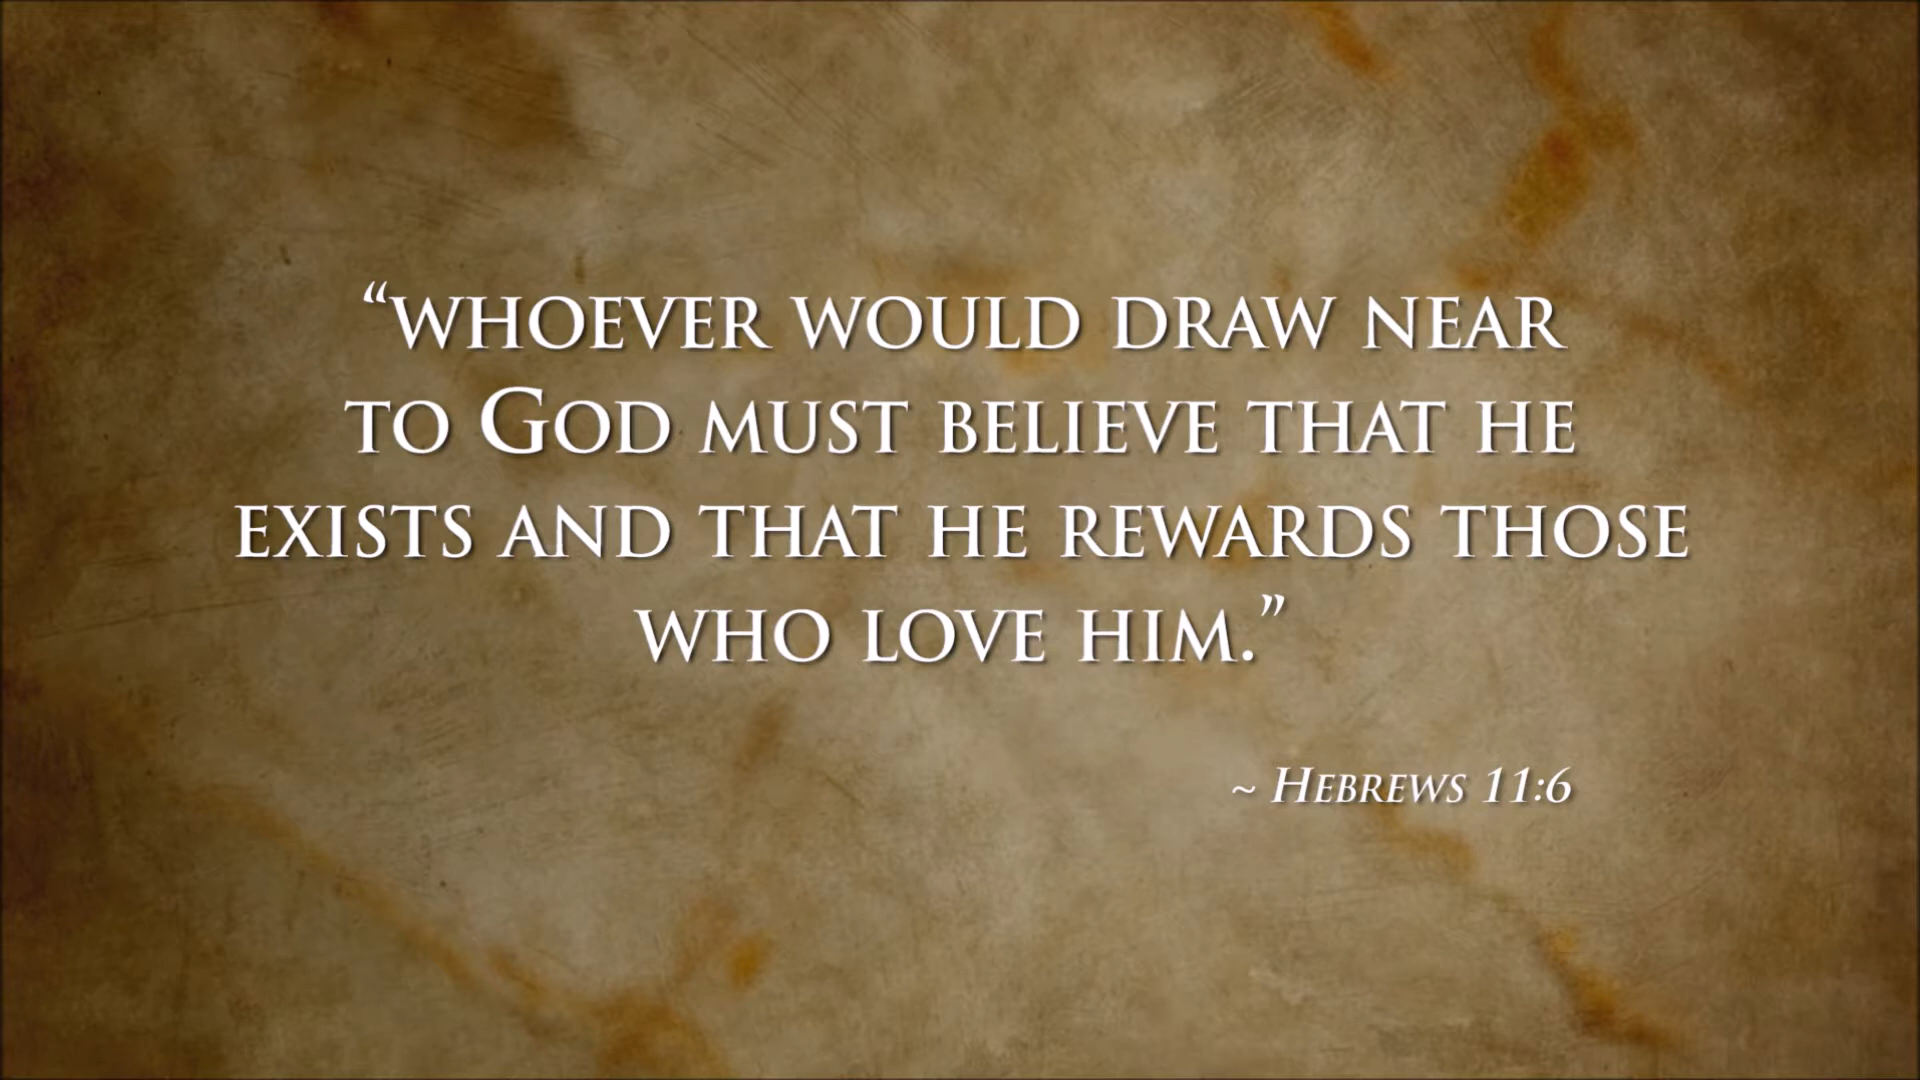 “whoever would draw near
to God must believe that he
exists and that he rewards those
who love him.”
~ Hebrews 11:6